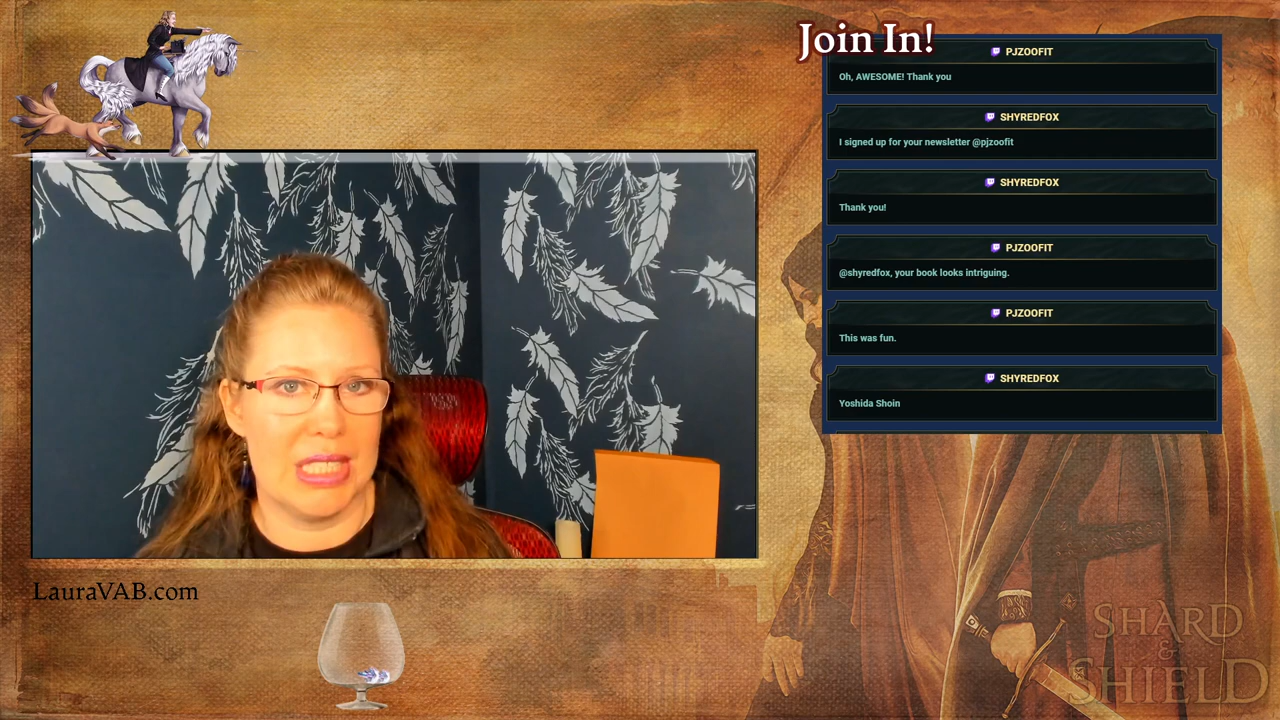 Join In!
PJZOOFIT
Oh, AWESOME! Thank you
SHYREDFOX
I signed up for your newsletter @pjzoofit
SHYREDFOX
Thank you!
PJZOOFIT
@shyredfox, your book looks intriguing.
PJZOOFIT
This was fun.
SHYREDFOX
Yoshida Shoin
LauraVAB.com
SHARD
&
SHIELD